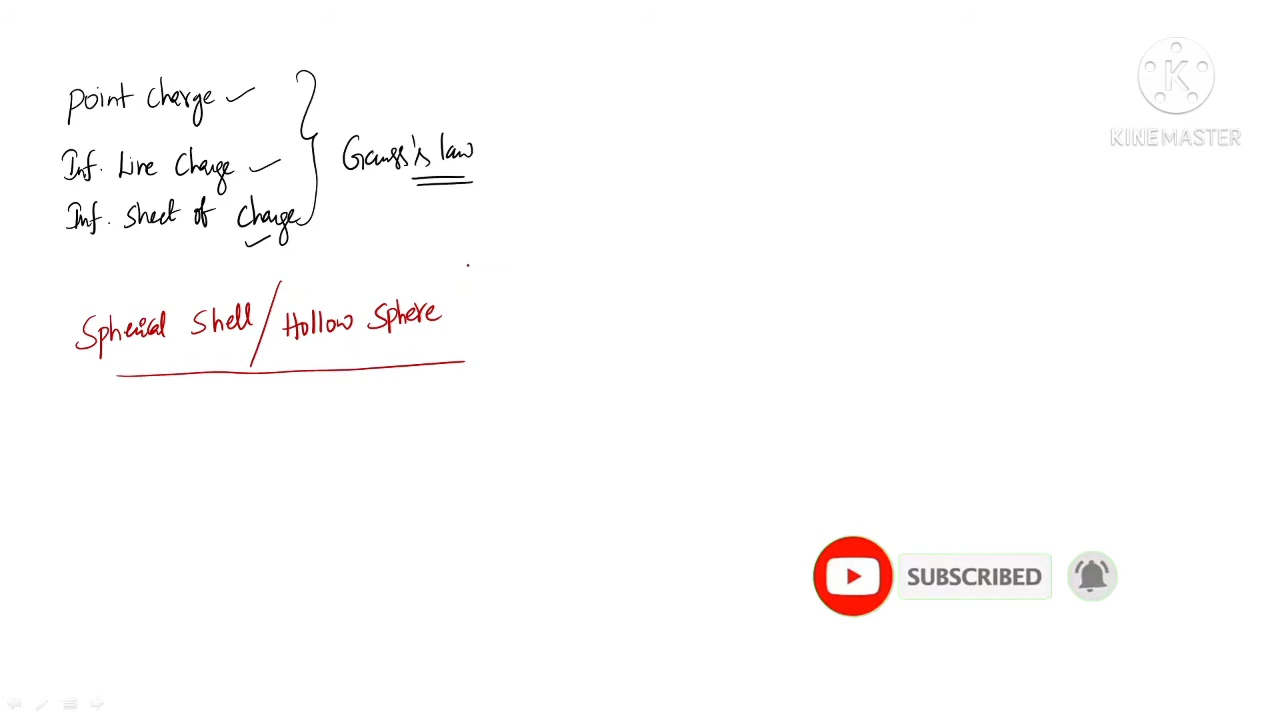 Point Charge
Inf. Line Charge
Inf. Sheet of Charge
Gauss's law
Spherical Shell / Hollow Sphere
KINEMASTER
SUBSCRIBED